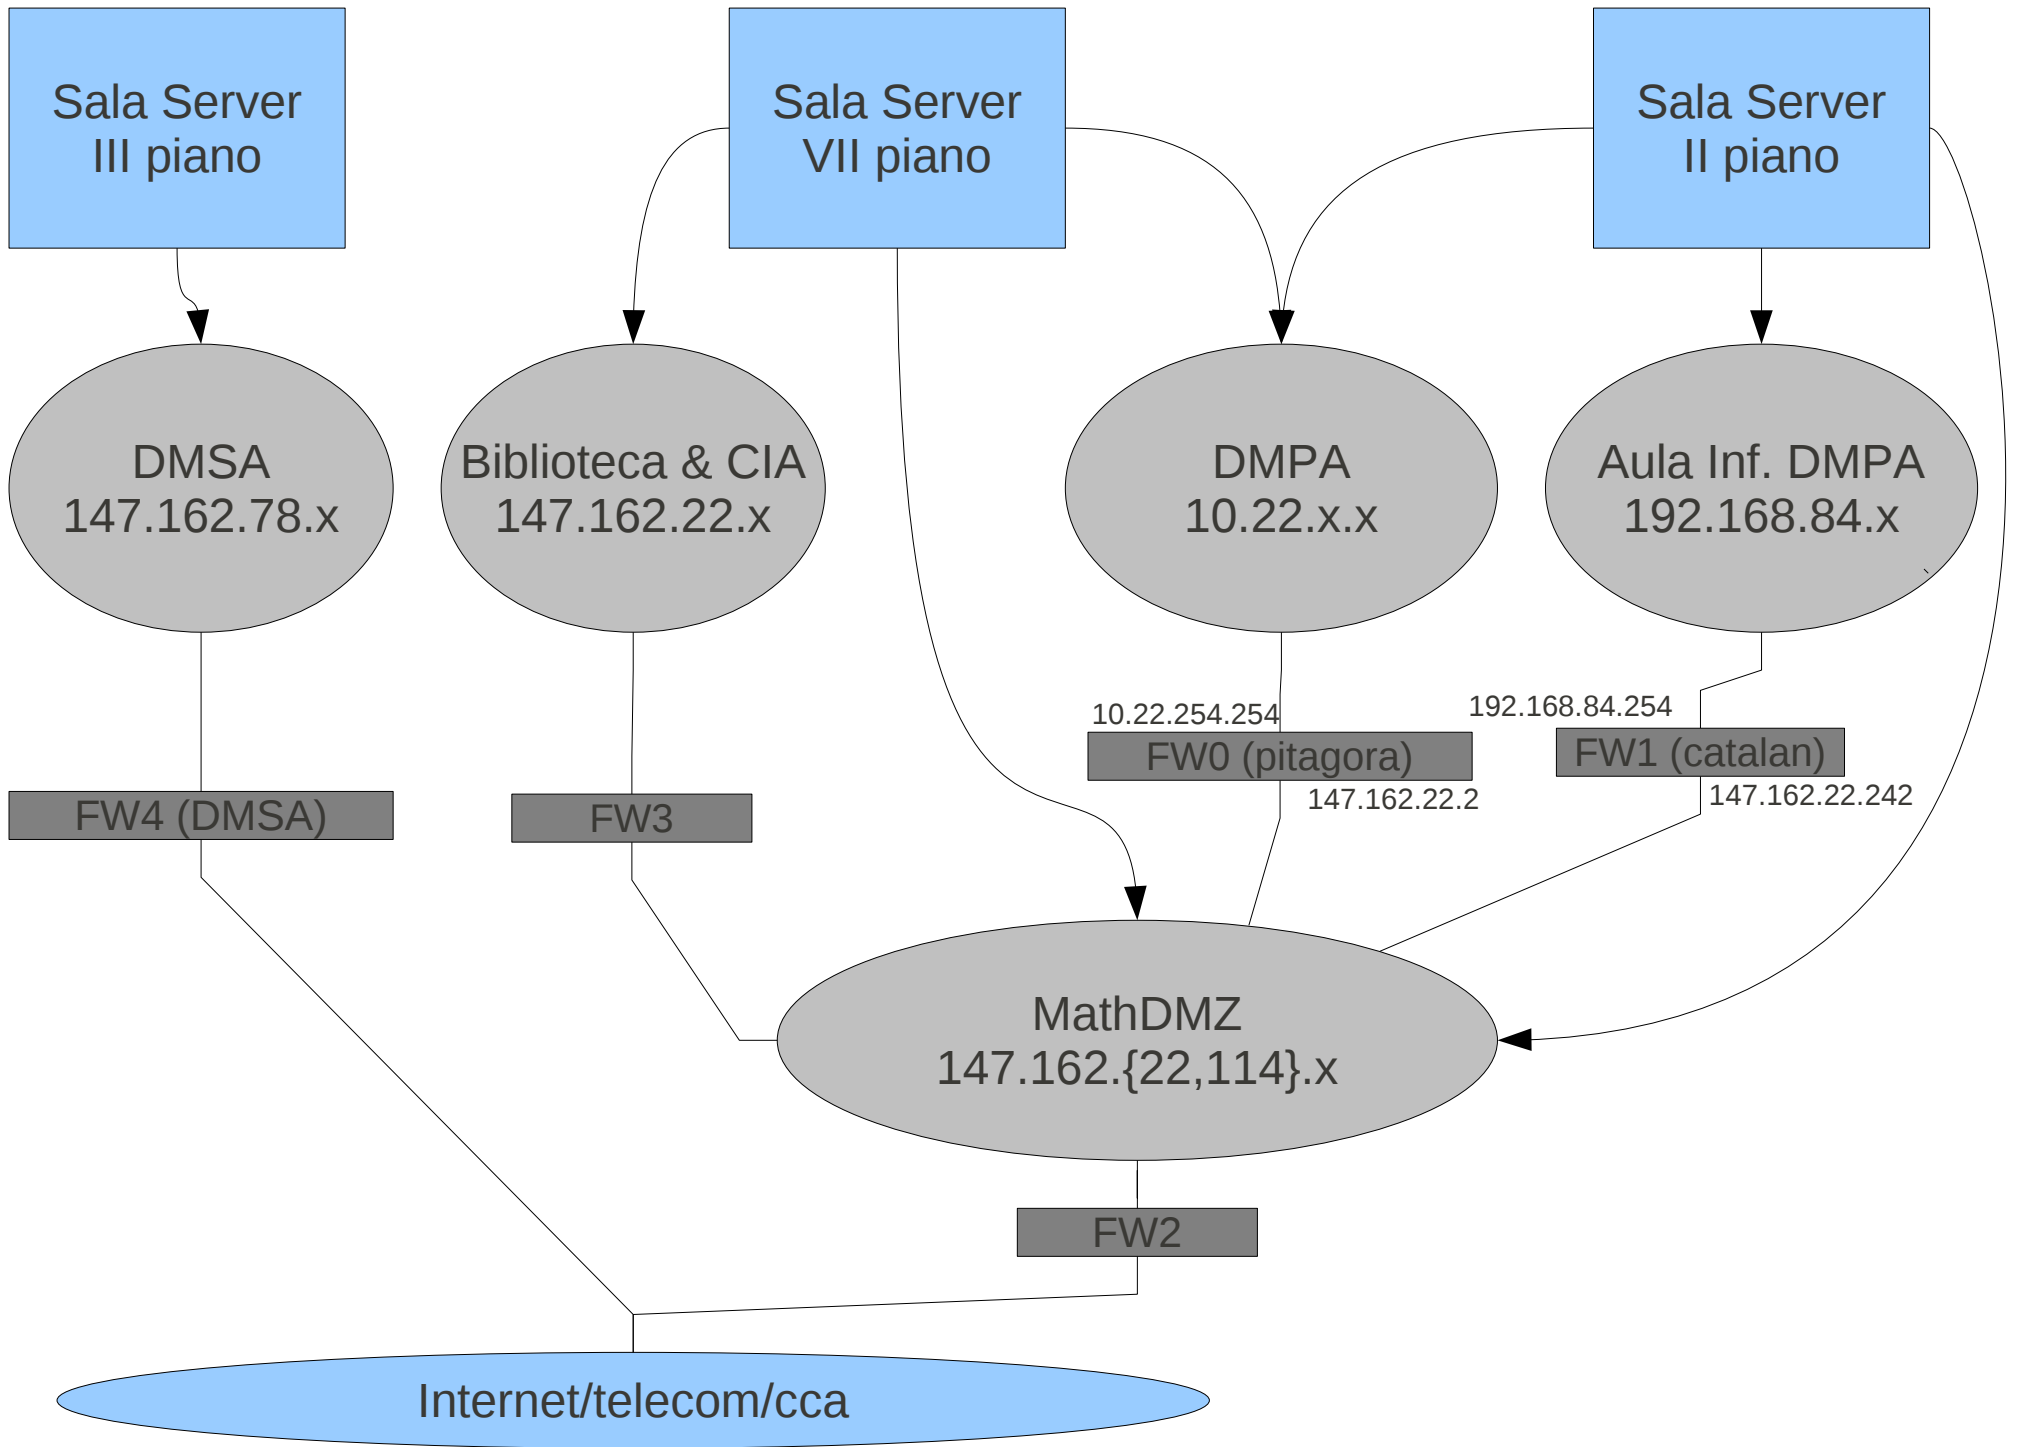 Sala Server
III piano
Sala Server
VII piano
Sala Server
II piano
DMSA
147.162.78.x
Biblioteca & CIA
147.162.22.x
DMPA
10.22.x.x
Aula Inf. DMPA
192.168.84.x
10.22.254.254
192.168.84.254
FW0 (pitagora)
FW1 (catalan)
147.162.22.2
147.162.22.242
FW4 (DMSA)
FW3
MathDMZ
147.162.{22,114}.x
FW2
Internet/telecom/cca